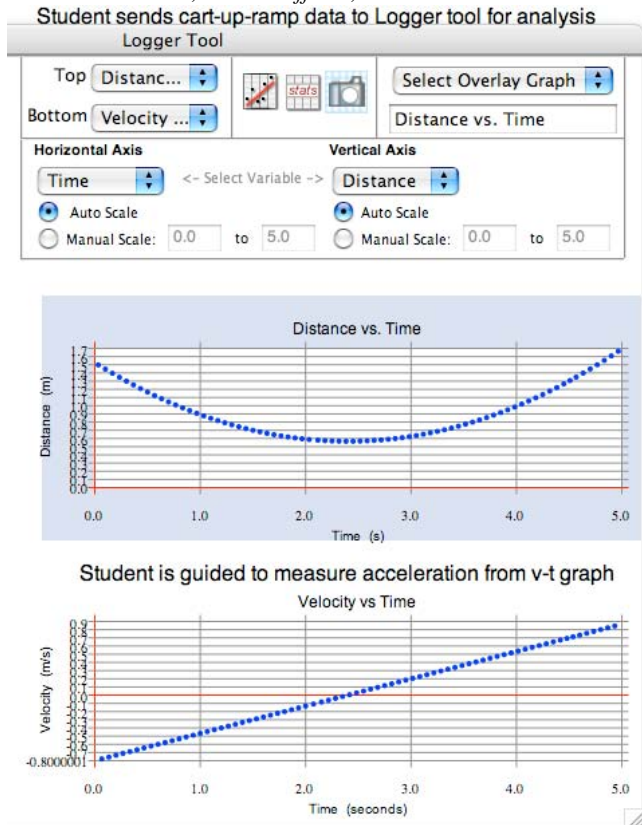 Student sends cart-up-ramp data to Logger tool for analysis
Logger Tool
Top Distanc...
stats
Select Overlay Graph
Bottom Velocity ...
Distance vs. Time
Horizontal Axis Vertical Axis
Time <- Select Variable -> Distance
Auto Scale Auto Scale
Manual Scale: 0.0 to 5.0 Manual Scale: 0.0 to 5.0
Distance vs. Time
Distance (m)
0.0 1.0 2.0 3.0 4.0 5.0
Time (s)
Student is guided to measure acceleration from v-t graph
Velocity vs Time
Velocity (m/s)
-0.8000001
0.0 1.0 2.0 3.0 4.0 5.0
Time (seconds)